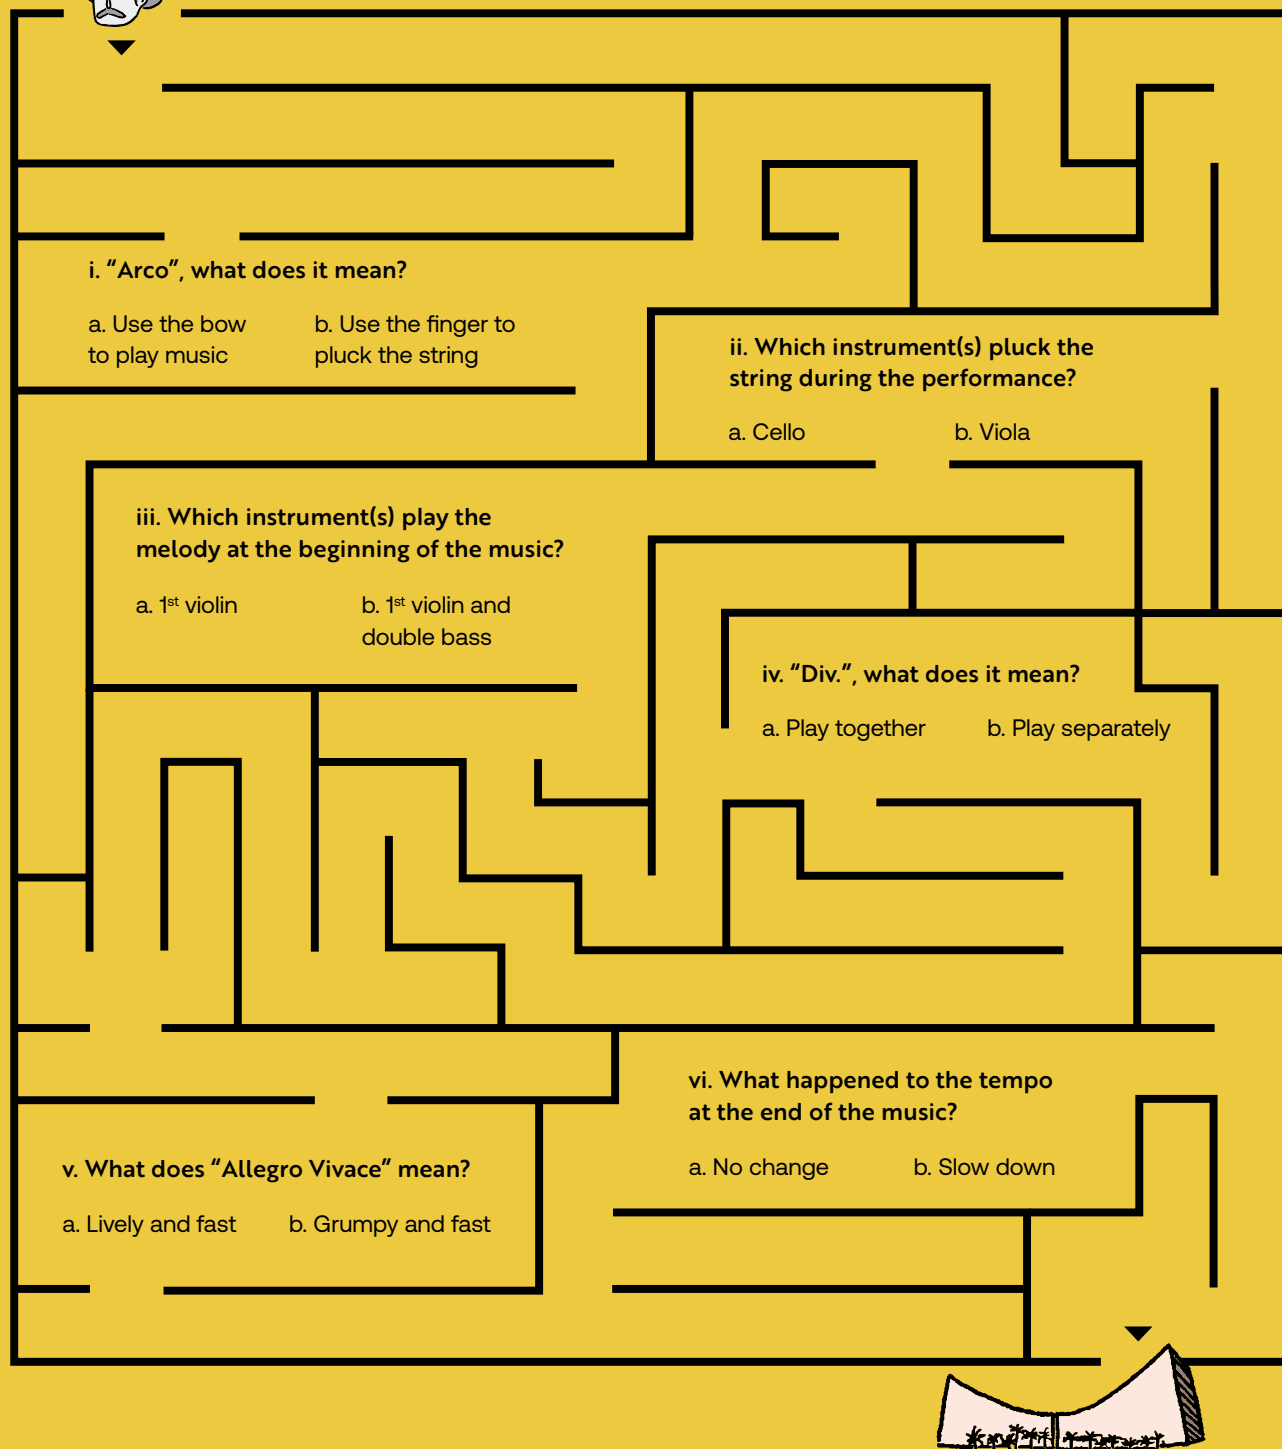 i. “Arco”, what does it mean?
a. Use the bow
to play music
b. Use the finger to
pluck the string
ii. Which instrument(s) pluck the
string during the performance?
a. Cello
b. Viola
iii. Which instrument(s) play the
melody at the beginning of the music?
a. 1st violin
b. 1st violin and
double bass
iv. “Div.”, what does it mean?
a. Play together
b. Play separately
vi. What happened to the tempo
at the end of the music?
a. No change
b. Slow down
v. What does “Allegro Vivace” mean?
a. Lively and fast
b. Grumpy and fast